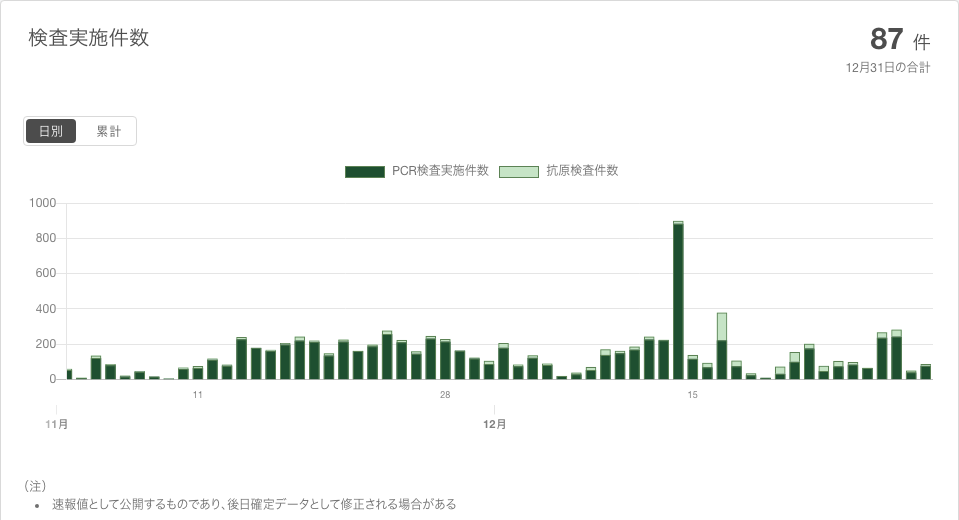 検査実施件数
87 件
12月31日の合計
日別 累計
PCR検査実施件数 抗原検査件数
1000
800
600
400
200
0
11 28 15
11月 12月
（注）
• 速報値として公開するものであり、後日確定データとして修正される場合がある